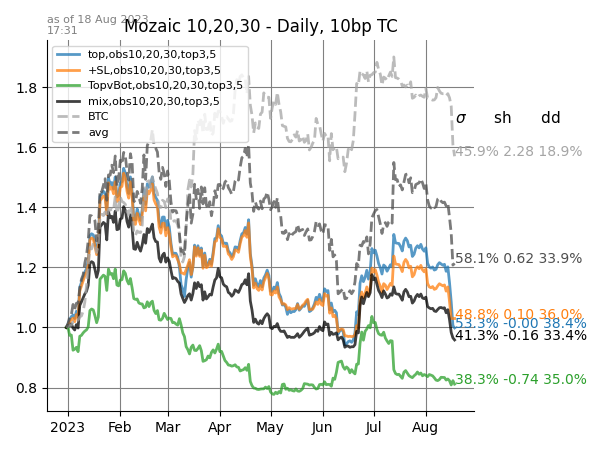 as of 18 Aug 2023
17:31
Mozaic 10,20,30 - Daily, 10bp TC
top,obs10,20,30,top3,5
+SL,obs10,20,30,top3,5
TopvBot,obs10,20,30,top3,5
mix,obs10,20,30,top3,5
BTC
avg
σ sh dd
45.9% 2.28 18.9%
58.1% 0.62 33.9%
48.8% 0.10 36.0%
53.3% -0.00 38.4%
41.3% -0.16 33.4%
38.3% -0.74 35.0%
1.8
1.6
1.4
1.2
1.0
0.8
2023 Feb Mar Apr May Jun Jul Aug